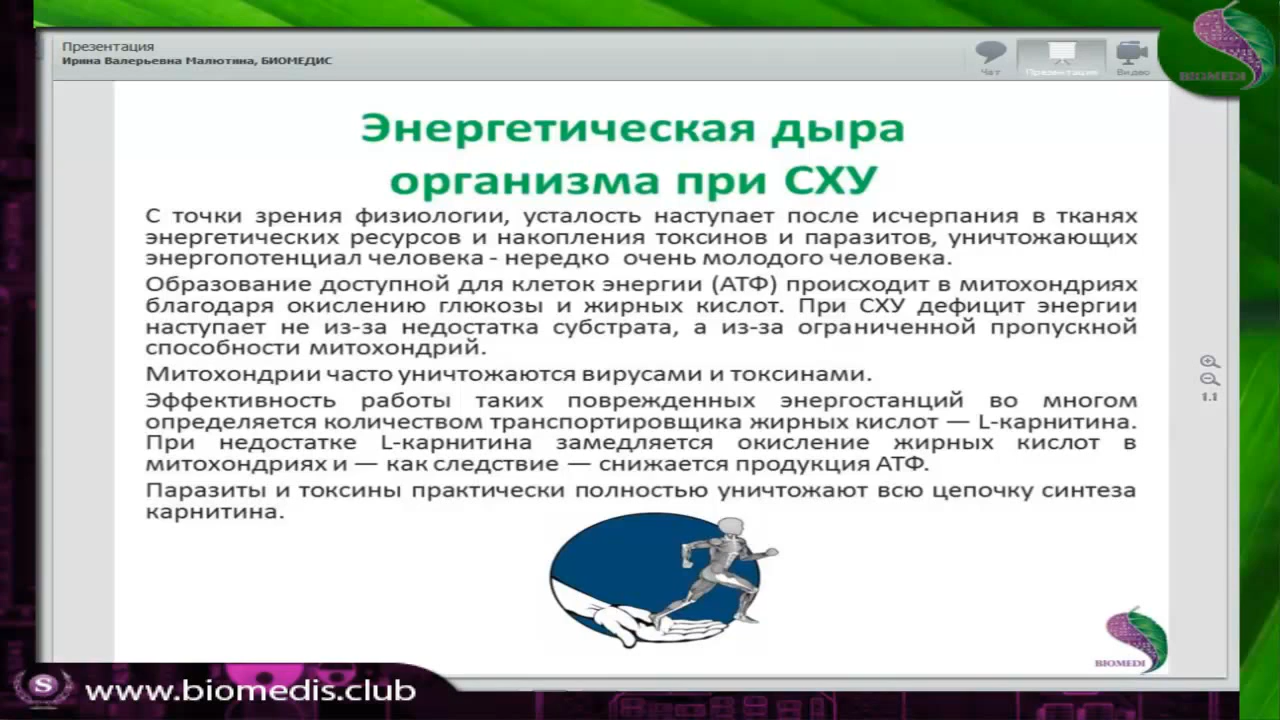 Презентация
Ирина Валерьевна Малютина, БИОМЕДИС
Чат
Презентация
Видео
BIOMEDI
Энергетическая дыра
организма при СХУ
С точки зрения физиологии, усталость наступает после исчерпания в тканях
энергетических ресурсов и накопления токсинов и паразитов, уничтожающих
энергопотенциал человека - нередко очень молодого человека.
Образование доступной для клеток энергии (АТФ) происходит в митохондриях
благодаря окислению глюкозы и жирных кислот. При СХУ дефицит энергии
наступает не из-за недостатка субстрата, а из-за ограниченной пропускной
способности митохондрий.
Митохондрии часто уничтожаются вирусами и токсинами.
Эффективность работы таких поврежденных энергостанций во многом
определяется количеством транспортировщика жирных кислот — L-карнитина.
При недостатке L-карнитина замедляется окисление жирных кислот в
митохондриях и — как следствие — снижается продукция АТФ.
Паразиты и токсины практически полностью уничтожают всю цепочку синтеза
карнитина.
1.1
BIOMEDI
S
www.biomedis.club